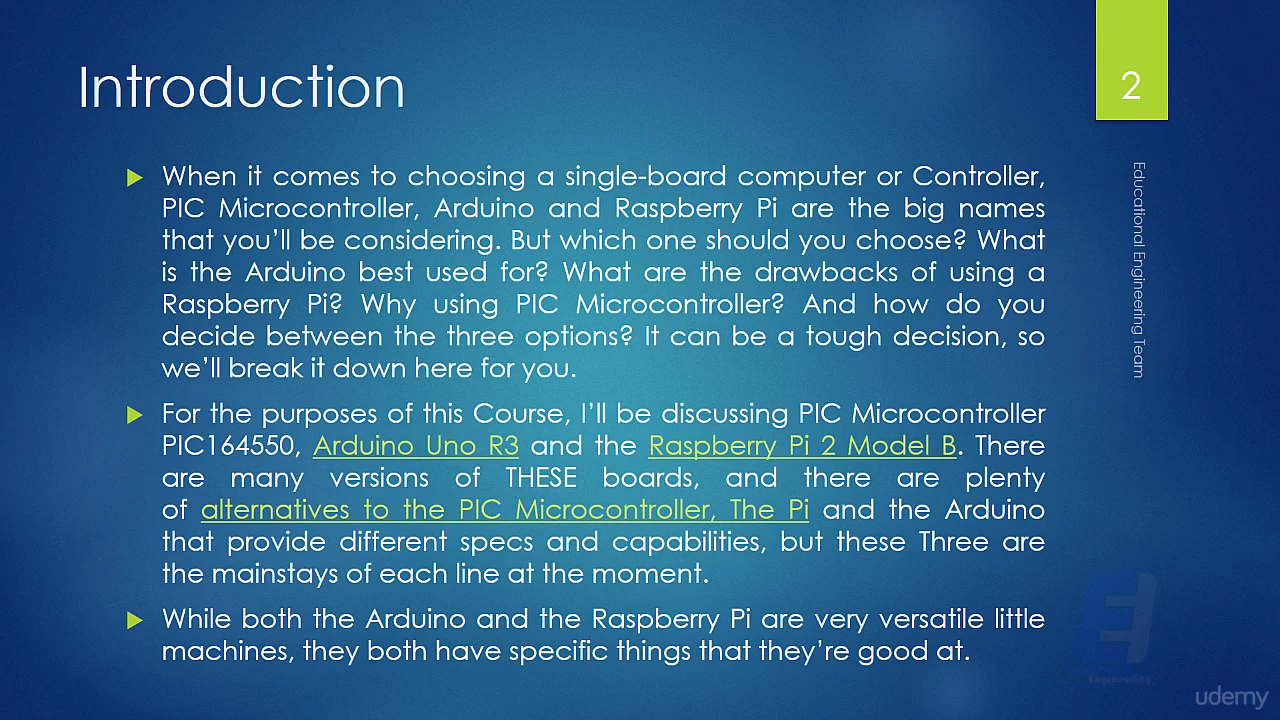 Introduction
2
When it comes to choosing a single-board computer or Controller,
PIC Microcontroller, Arduino and Raspberry Pi are the big names
that you’ll be considering. But which one should you choose? What
is the Arduino best used for? What are the drawbacks of using a
Raspberry Pi? Why using PIC Microcontroller? And how do you
decide between the three options? It can be a tough decision, so
we’ll break it down here for you.
For the purposes of this Course, I’ll be discussing PIC Microcontroller
PIC164550, Arduino Uno R3 and the Raspberry Pi 2 Model B. There
are many versions of THESE boards, and there are plenty
of alternatives to the PIC Microcontroller, The Pi and the Arduino
that provide different specs and capabilities, but these Three are
the mainstays of each line at the moment.
While both the Arduino and the Raspberry Pi are very versatile little
machines, they both have specific things that they’re good at.
Educational Engineering Team
Engineering
udemy